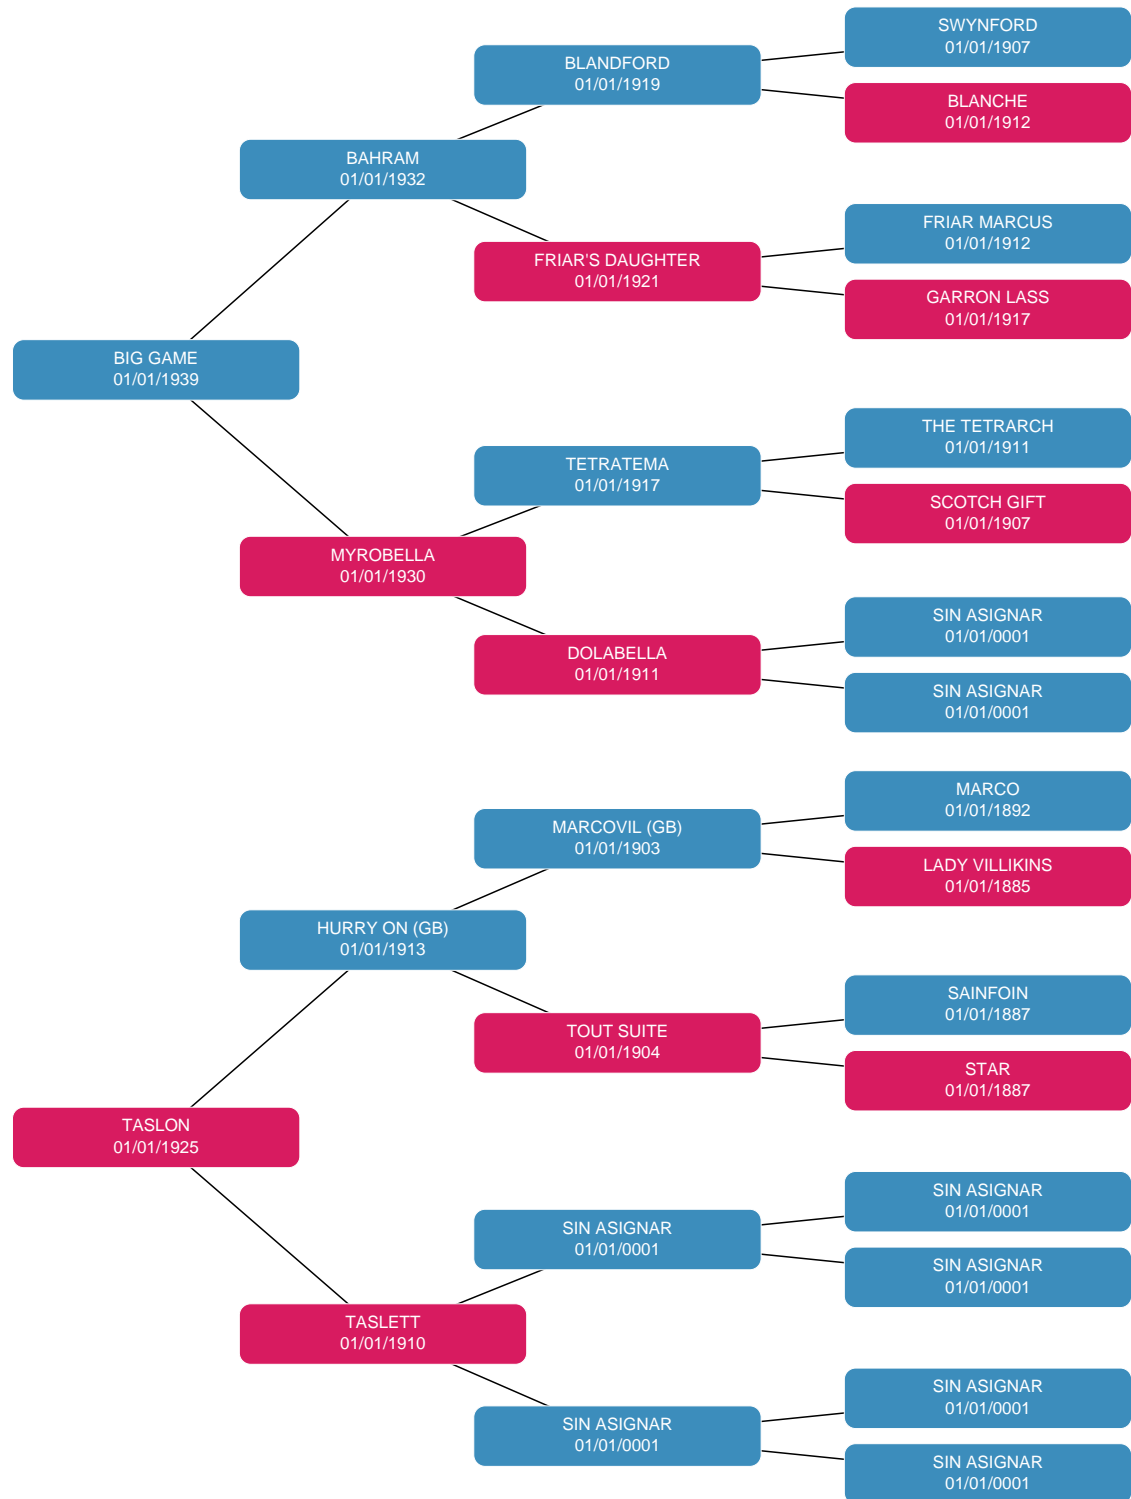 SWYNFORD
01/01/1907
BLANDFORD
01/01/1919
BLANCHE
01/01/1912
BAHRAM
01/01/1932
FRIAR MARCUS
01/01/1912
FRIAR'S DAUGHTER
01/01/1921
GARRON LASS
01/01/1917
BIG GAME
01/01/1939
THE TETRARCH
01/01/1911
TETRATEMA
01/01/1917
SCOTCH GIFT
01/01/1907
MYROBELLA
01/01/1930
SIN ASIGNAR
01/01/0001
DOLABELLA
01/01/1911
SIN ASIGNAR
01/01/0001
MARCO
01/01/1892
MARCOVIL (GB)
01/01/1903
LADY VILLIKINS
01/01/1885
HURRY ON (GB)
01/01/1913
SAINFOIN
01/01/1887
TOUT SUITE
01/01/1904
STAR
01/01/1887
TASLON
01/01/1925
SIN ASIGNAR
01/01/0001
SIN ASIGNAR
01/01/0001
SIN ASIGNAR
01/01/0001
TASLETT
01/01/1910
SIN ASIGNAR
01/01/0001
SIN ASIGNAR
01/01/0001
SIN ASIGNAR
01/01/0001